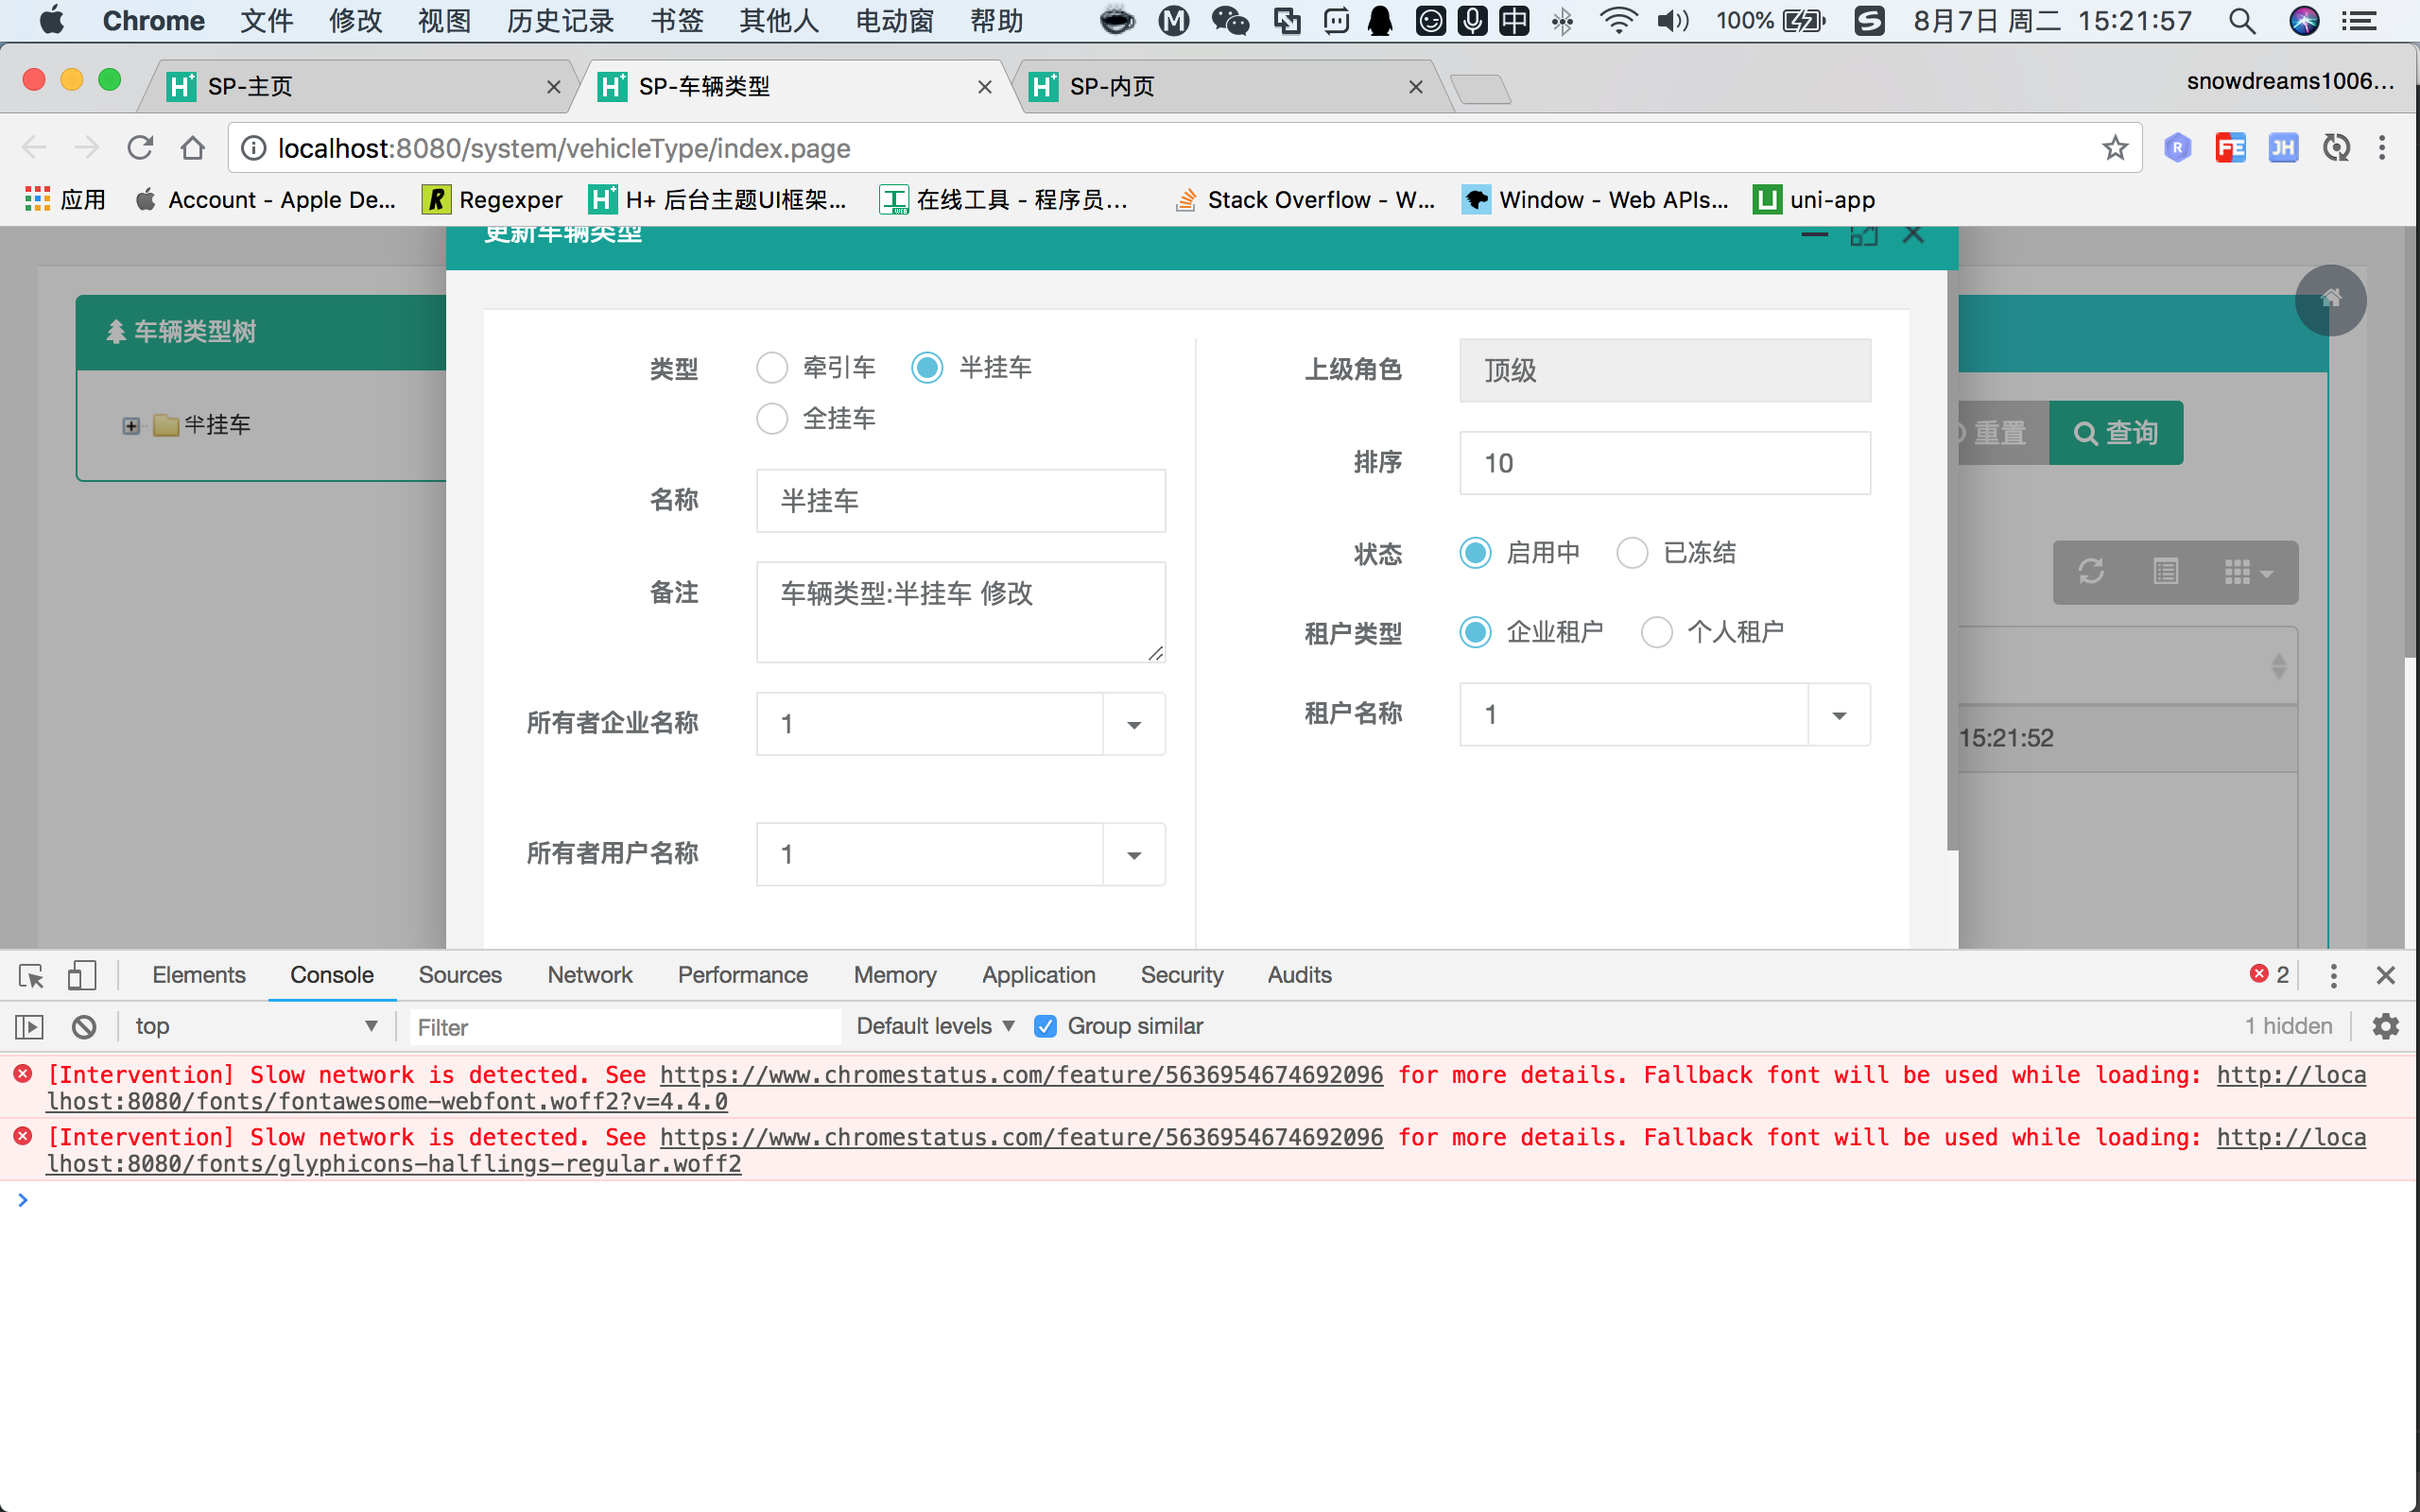 Chrome 文件 修改 视图 历史记录 书签 其他人 电动窗 帮助 100% 8月7日 周二 15:21:57
SP-主页 SP-车辆类型 SP-内页 snowdreams1006...
localhost:8080/system/vehicleType/index.page
应用 Account - Apple De... Regexper H+ 后台主题UI框架... 在线工具 - 程序员... Stack Overflow - W... Window - Web APIs... uni-app
更新车辆类型
车辆类型树
半挂车
类型 牵引车 半挂车
全挂车
名称 半挂车
备注 车辆类型:半挂车 修改
所有者企业名称 1
所有者用户名称 1
上级角色 顶级
排序 10
状态 启用中 已冻结
租户类型 企业租户 个人租户
租户名称 1
重置 查询
15:21:52
Elements Console Sources Network Performance Memory Application Security Audits 2
top Filter Default levels Group similar 1 hidden
[Intervention] Slow network is detected. See https://www.chromestatus.com/feature/5636954674692096 for more details. Fallback font will be used while loading: http://loca
lhost:8080/fonts/fontawesome-webfont.woff2?v=4.4.0
[Intervention] Slow network is detected. See https://www.chromestatus.com/feature/5636954674692096 for more details. Fallback font will be used while loading: http://loca
lhost:8080/fonts/glyphicons-halflings-regular.woff2